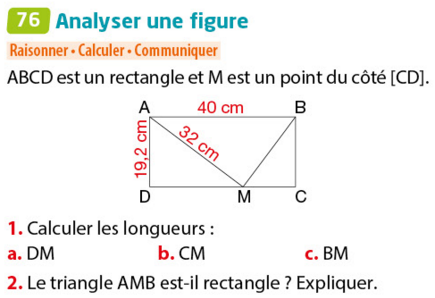 76 Analyser une figure
Raisonner • Calculer • Communiquer
ABCD est un rectangle et M est un point du côté [CD].
A 40 cm B
19,2 cm
32 cm
D M C
1. Calculer les longueurs :
a. DM b. CM c. BM
2. Le triangle AMB est-il rectangle ? Expliquer.